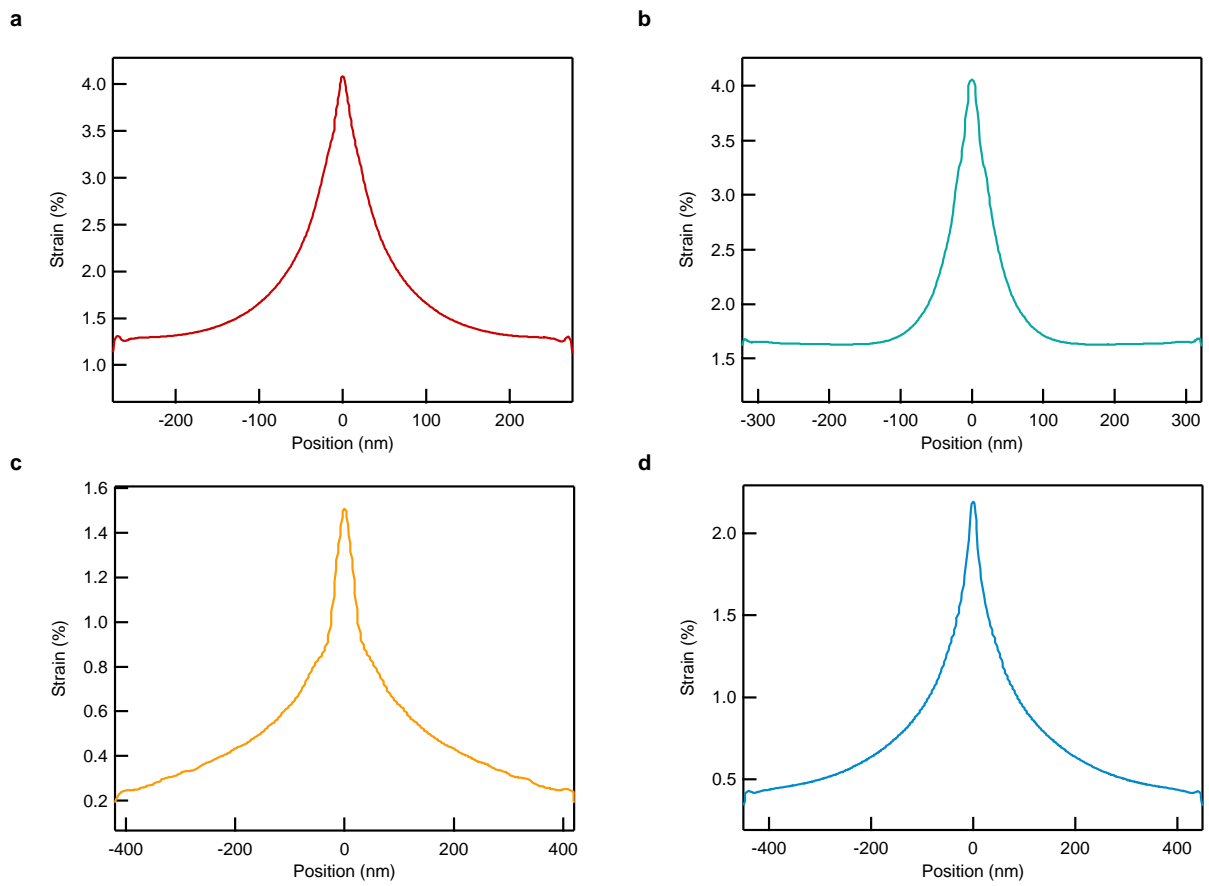 a
4.0
3.5
3.0
2.5
2.0
1.5
1.0
Strain (%)
-200 -100 0 100 200
Position (nm)
b
4.0
3.5
3.0
2.5
2.0
1.5
Strain (%)
-300 -200 -100 0 100 200 300
Position (nm)
c
1.6
1.4
1.2
1.0
0.8
0.6
0.4
0.2
Strain (%)
-400 -200 0 200 400
Position (nm)
d
2.0
1.5
1.0
0.5
Strain (%)
-400 -200 0 200 400
Position (nm)